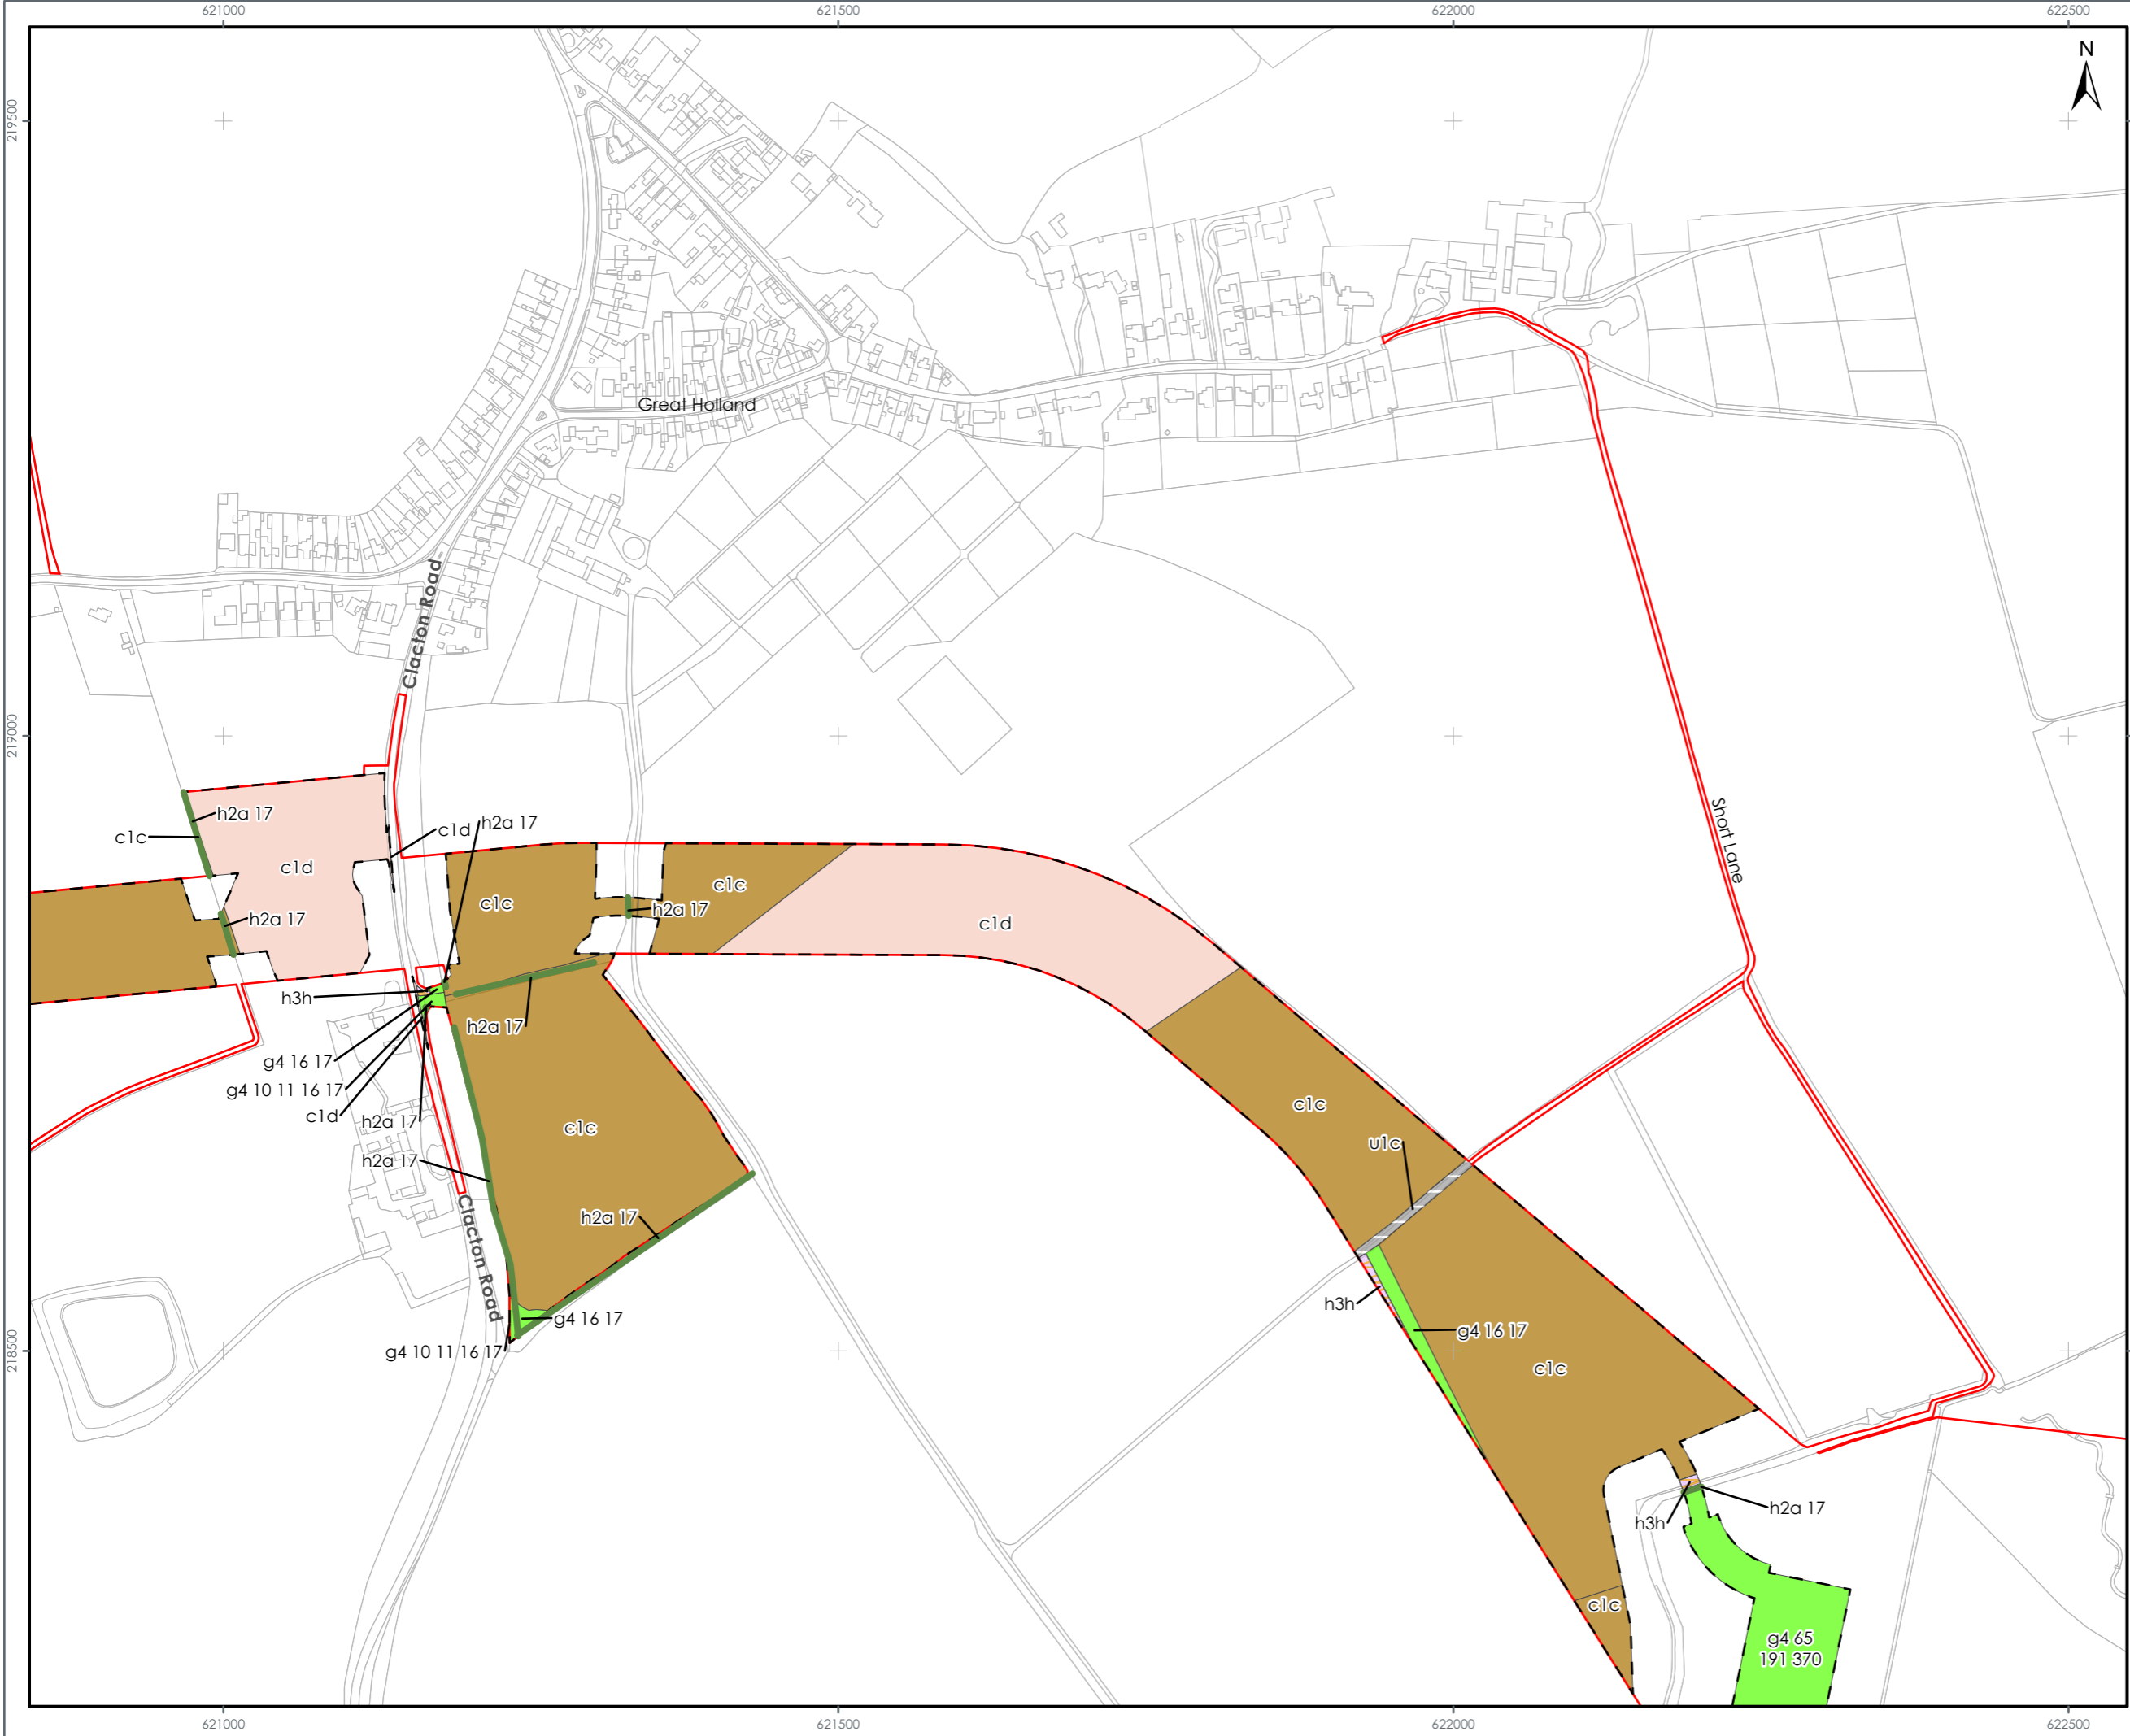 621000
621500
622000
622500
N
219500
Great Holland
Clacton Road
219000
h2a 17
c1c
c1d
h2a 17
c1d
c1d
h2a 17
c1c
c1c
h2a 17
c1d
Short Lane
h3h
h2a 17
g4 16 17
g4 10 11 16 17
c1d
h2a 17
h2a 17
c1c
h2a 17
Clacton Road
g4 16 17
g4 10 11 16 17
c1c
u1c
h3h
g4 16 17
c1c
218500
h2a 17
h3h
c1c
g4 65
191 370
621000
621500
622000
622500